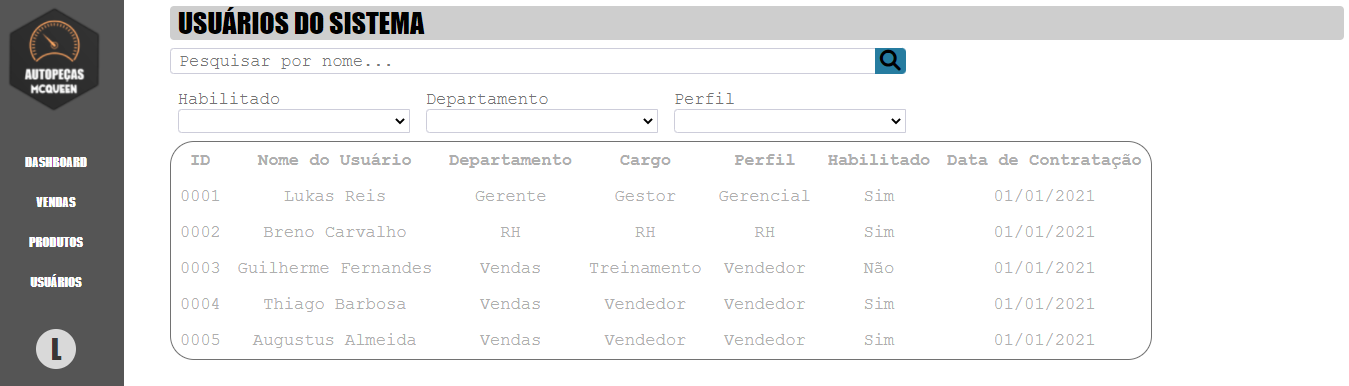 AUTOPEÇAS
MCQUEEN
DASHBOARD
VENDAS
PRODUTOS
USUÁRIOS
L
USUÁRIOS DO SISTEMA
Pesquisar por nome...
Habilitado Departamento Perfil
ID Nome do Usuário Departamento Cargo Perfil Habilitado Data de Contratação
0001 Lukas Reis Gerente Gestor Gerencial Sim 01/01/2021
0002 Breno Carvalho RH RH RH Sim 01/01/2021
0003 Guilherme Fernandes Vendas Treinamento Vendedor Não 01/01/2021
0004 Thiago Barbosa Vendas Vendedor Vendedor Sim 01/01/2021
0005 Augustus Almeida Vendas Vendedor Vendedor Sim 01/01/2021